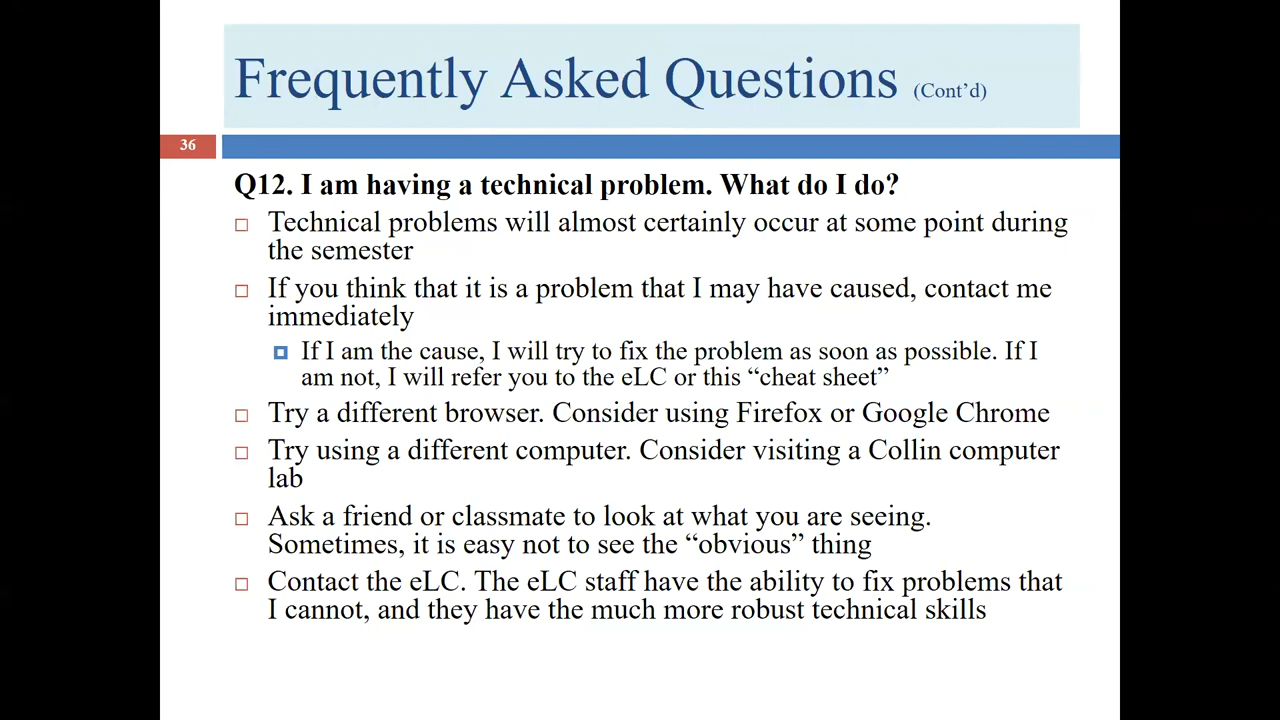 Frequently Asked Questions (Cont’d)
36
Q12. I am having a technical problem. What do I do?
Technical problems will almost certainly occur at some point during
the semester
If you think that it is a problem that I may have caused, contact me
immediately
If I am the cause, I will try to fix the problem as soon as possible. If I
am not, I will refer you to the eLC or this “cheat sheet”
Try a different browser. Consider using Firefox or Google Chrome
Try using a different computer. Consider visiting a Collin computer
lab
Ask a friend or classmate to look at what you are seeing.
Sometimes, it is easy not to see the “obvious” thing
Contact the eLC. The eLC staff have the ability to fix problems that
I cannot, and they have the much more robust technical skills